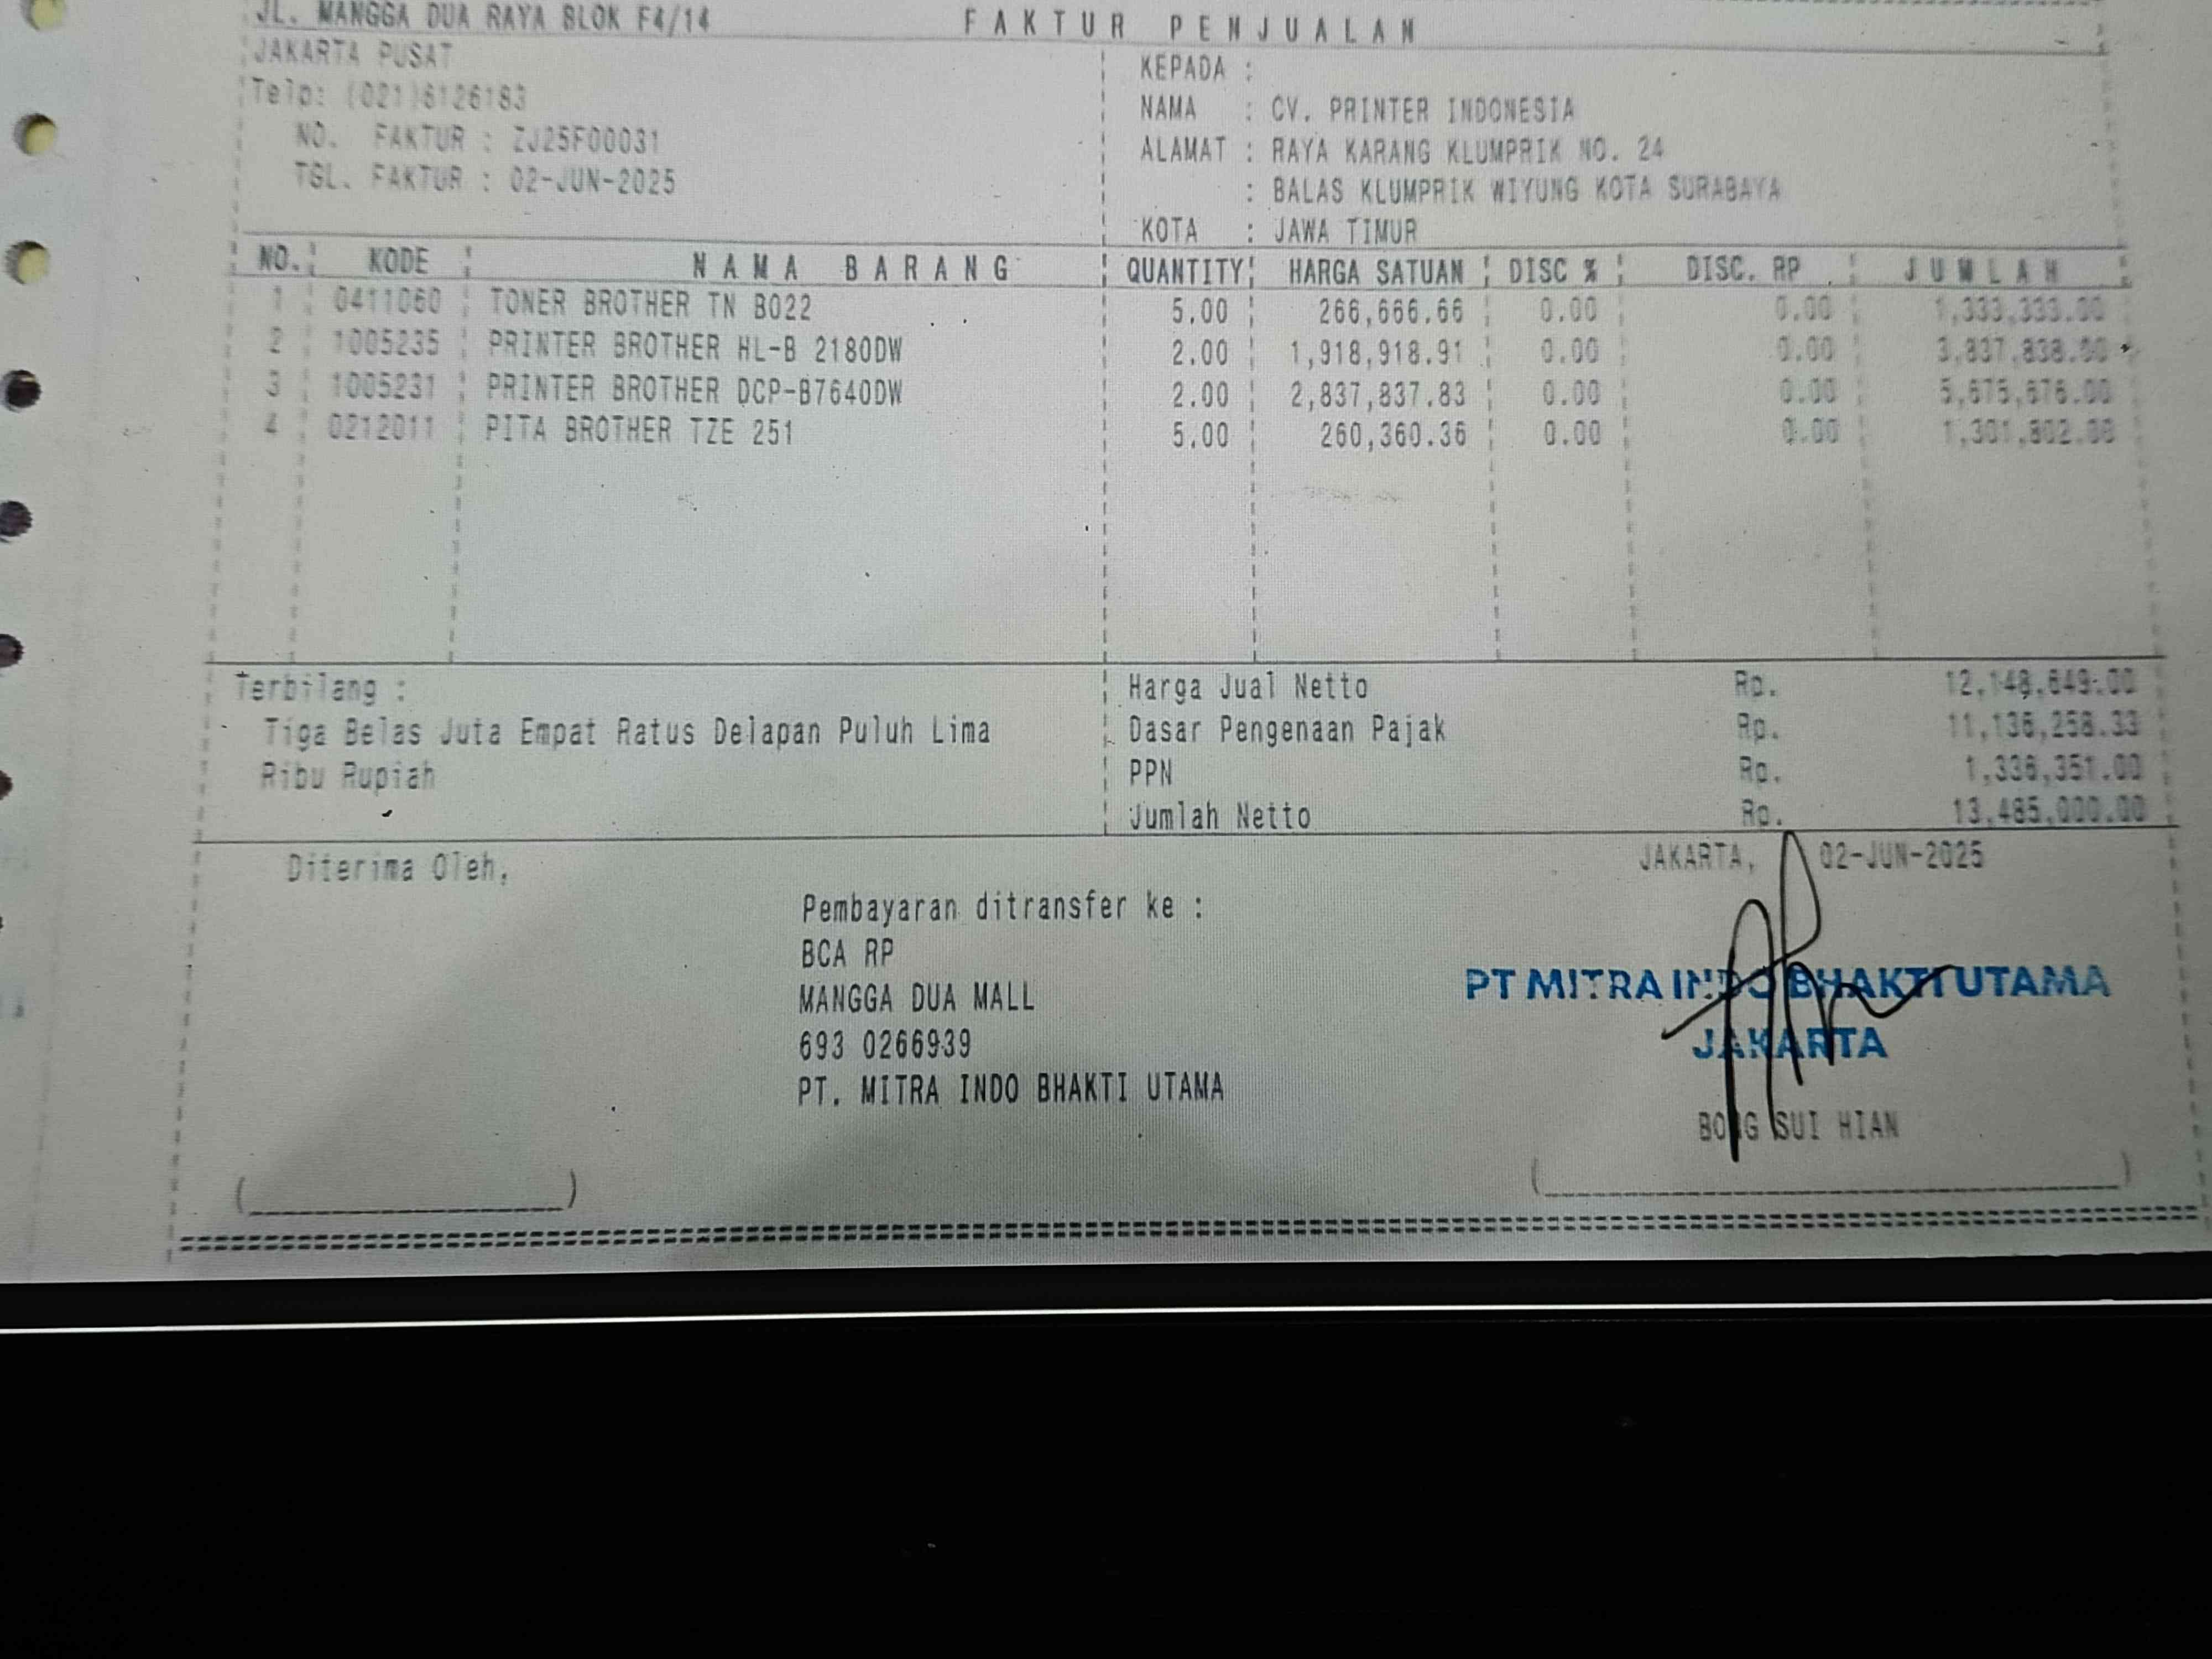 JL. MANGGA DUA RAYA BLOK F4/14
FAKTUR PENJUALAN
JAKARTA PUSAT
Telp: (021)6126183
NO. FAKTUR : ZJ25F00031
TGL. FAKTUR : 02-JUN-2025
KEPADA :
NAMA : CV. PRINTER INDONESIA
ALAMAT : RAYA KARANG KLUMPRIK NO. 24
: BALAS KLUMPRIK WIYUNG KOTA SURABAYA
KOTA : JAWA TIMUR
NO. KODE NAMA BARANG QUANTITY HARGA SATUAN DISC % DISC. RP JUMLAH
1 0411060 TONER BROTHER TN B022 5.00 266,666.66 0.00 0.00 1,333,333.00
2 1005235 PRINTER BROTHER HL-B 2180DW 2.00 1,918,918.91 0.00 0.00 3,837,838.00
3 1005231 PRINTER BROTHER DCP-B7640DW 2.00 2,837,837.83 0.00 0.00 5,675,676.00
4 0212011 PITA BROTHER TZE 251 5.00 260,360.36 0.00 0.00 1,301,802.00
Terbilang :
Tiga Belas Juta Empat Ratus Delapan Puluh Lima
Ribu Rupiah
Harga Jual Netto Rp. 12,148,649.00
Dasar Pengenaan Pajak Rp. 11,136,258.33
PPN Rp. 1,336,351.00
Jumlah Netto Rp. 13,485,000.00
Diterima Oleh,
JAKARTA, 02-JUN-2025
Pembayaran ditransfer ke :
BCA RP
MANGGA DUA MALL
693 0266939
PT. MITRA INDO BHAKTI UTAMA
PT MITRA INDO BHAKTI UTAMA
JAKARTA
BONG SUI HIAN